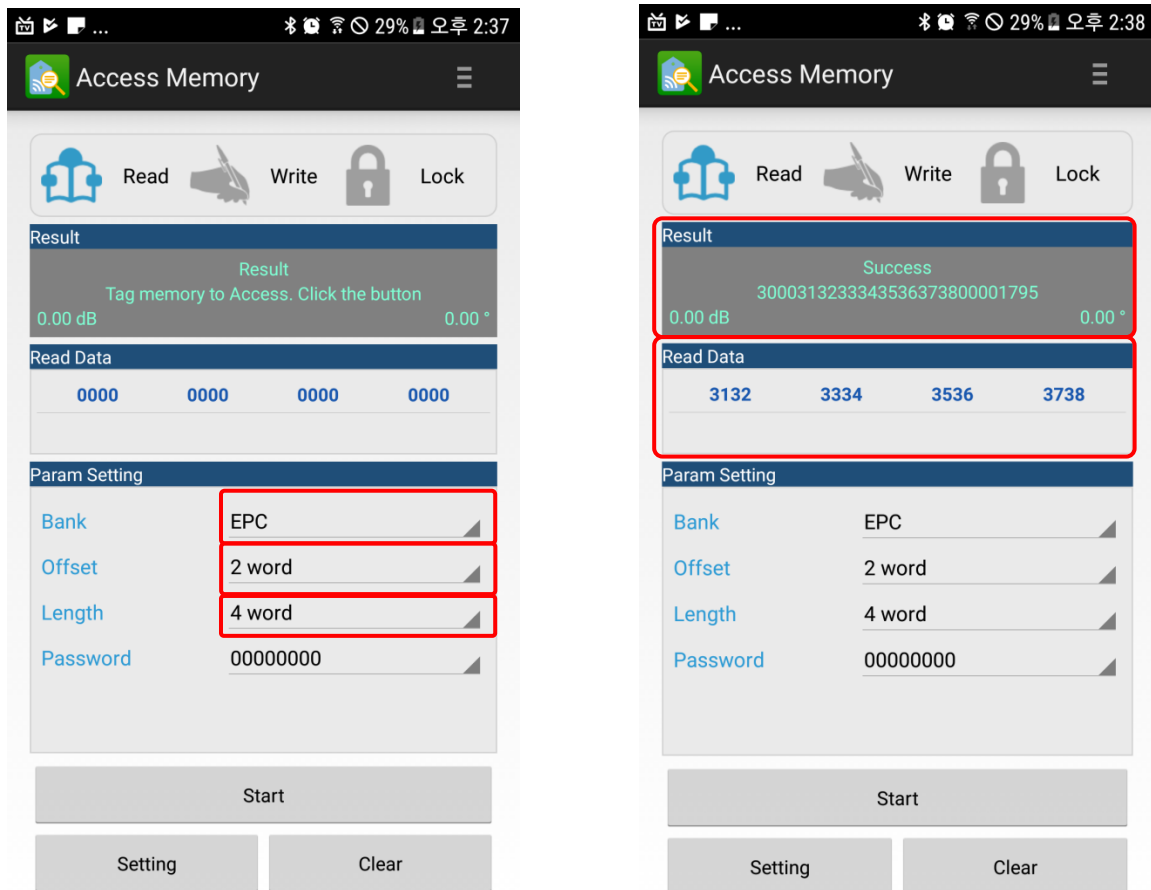 ... 29% 오후 2:37
Access Memory
Read Write Lock
Result
Result
Tag memory to Access. Click the button
0.00 dB 0.00 °
Read Data
0000 0000 0000 0000
Param Setting
Bank EPC
Offset 2 word
Length 4 word
Password 00000000
Start
Setting Clear
... 29% 오후 2:38
Access Memory
Read Write Lock
Result
Success
3000313233343536373800001795
0.00 dB 0.00 °
Read Data
3132 3334 3536 3738
Param Setting
Bank EPC
Offset 2 word
Length 4 word
Password 00000000
Start
Setting Clear